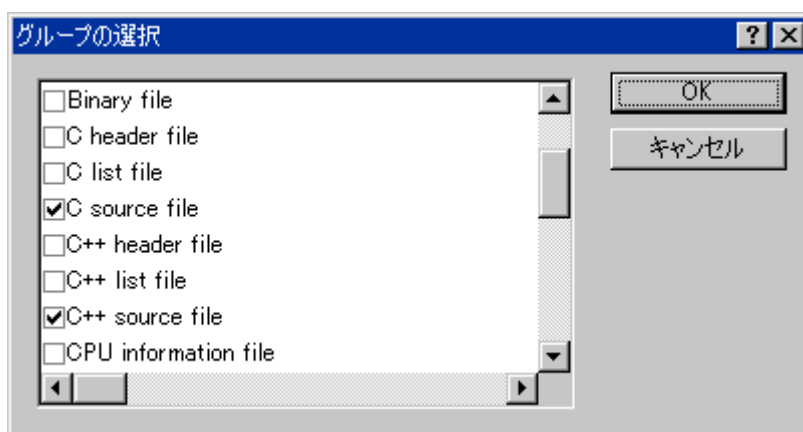 グループの選択
Binary file
C header file
C list file
C source file
C++ header file
C++ list file
C++ source file
CPU information file
OK
キャンセル